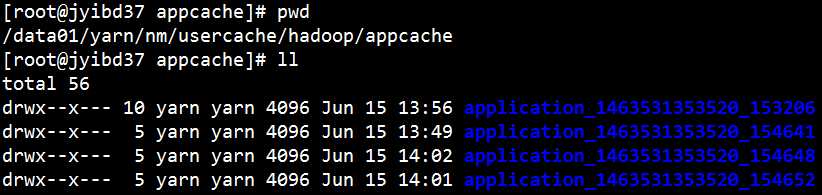 [root@jyibd37 appcache]# pwd
/data01/yarn/nm/usercache/hadoop/appcache
[root@jyibd37 appcache]# ll
total 56
drwx--x--- 10 yarn yarn 4096 Jun 15 13:56 application_1463531353520_153206
drwx--x---  5 yarn yarn 4096 Jun 15 13:49 application_1463531353520_154641
drwx--x---  5 yarn yarn 4096 Jun 15 14:02 application_1463531353520_154648
drwx--x---  5 yarn yarn 4096 Jun 15 14:01 application_1463531353520_154652